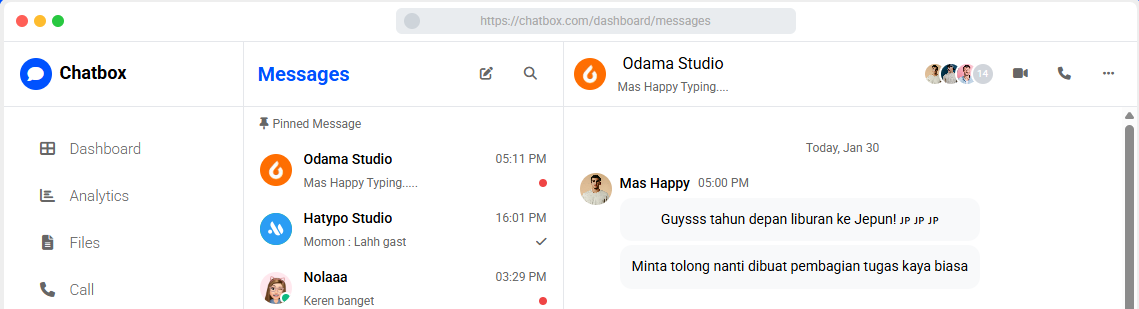 https://chatbox.com/dashboard/messages
Chatbox
Dashboard
Analytics
Files
Call
Messages
Pinned Message
Odama Studio 05:11 PM
Mas Happy Typing.....
Hatypo Studio 16:01 PM
Momon : Lahh gast
Nolaaa 03:29 PM
Keren banget
Odama Studio
Mas Happy Typing....
14
Today, Jan 30
Mas Happy 05:00 PM
Guysss tahun depan liburan ke Jepun! JP JP JP
Minta tolong nanti dibuat pembagian tugas kaya biasa